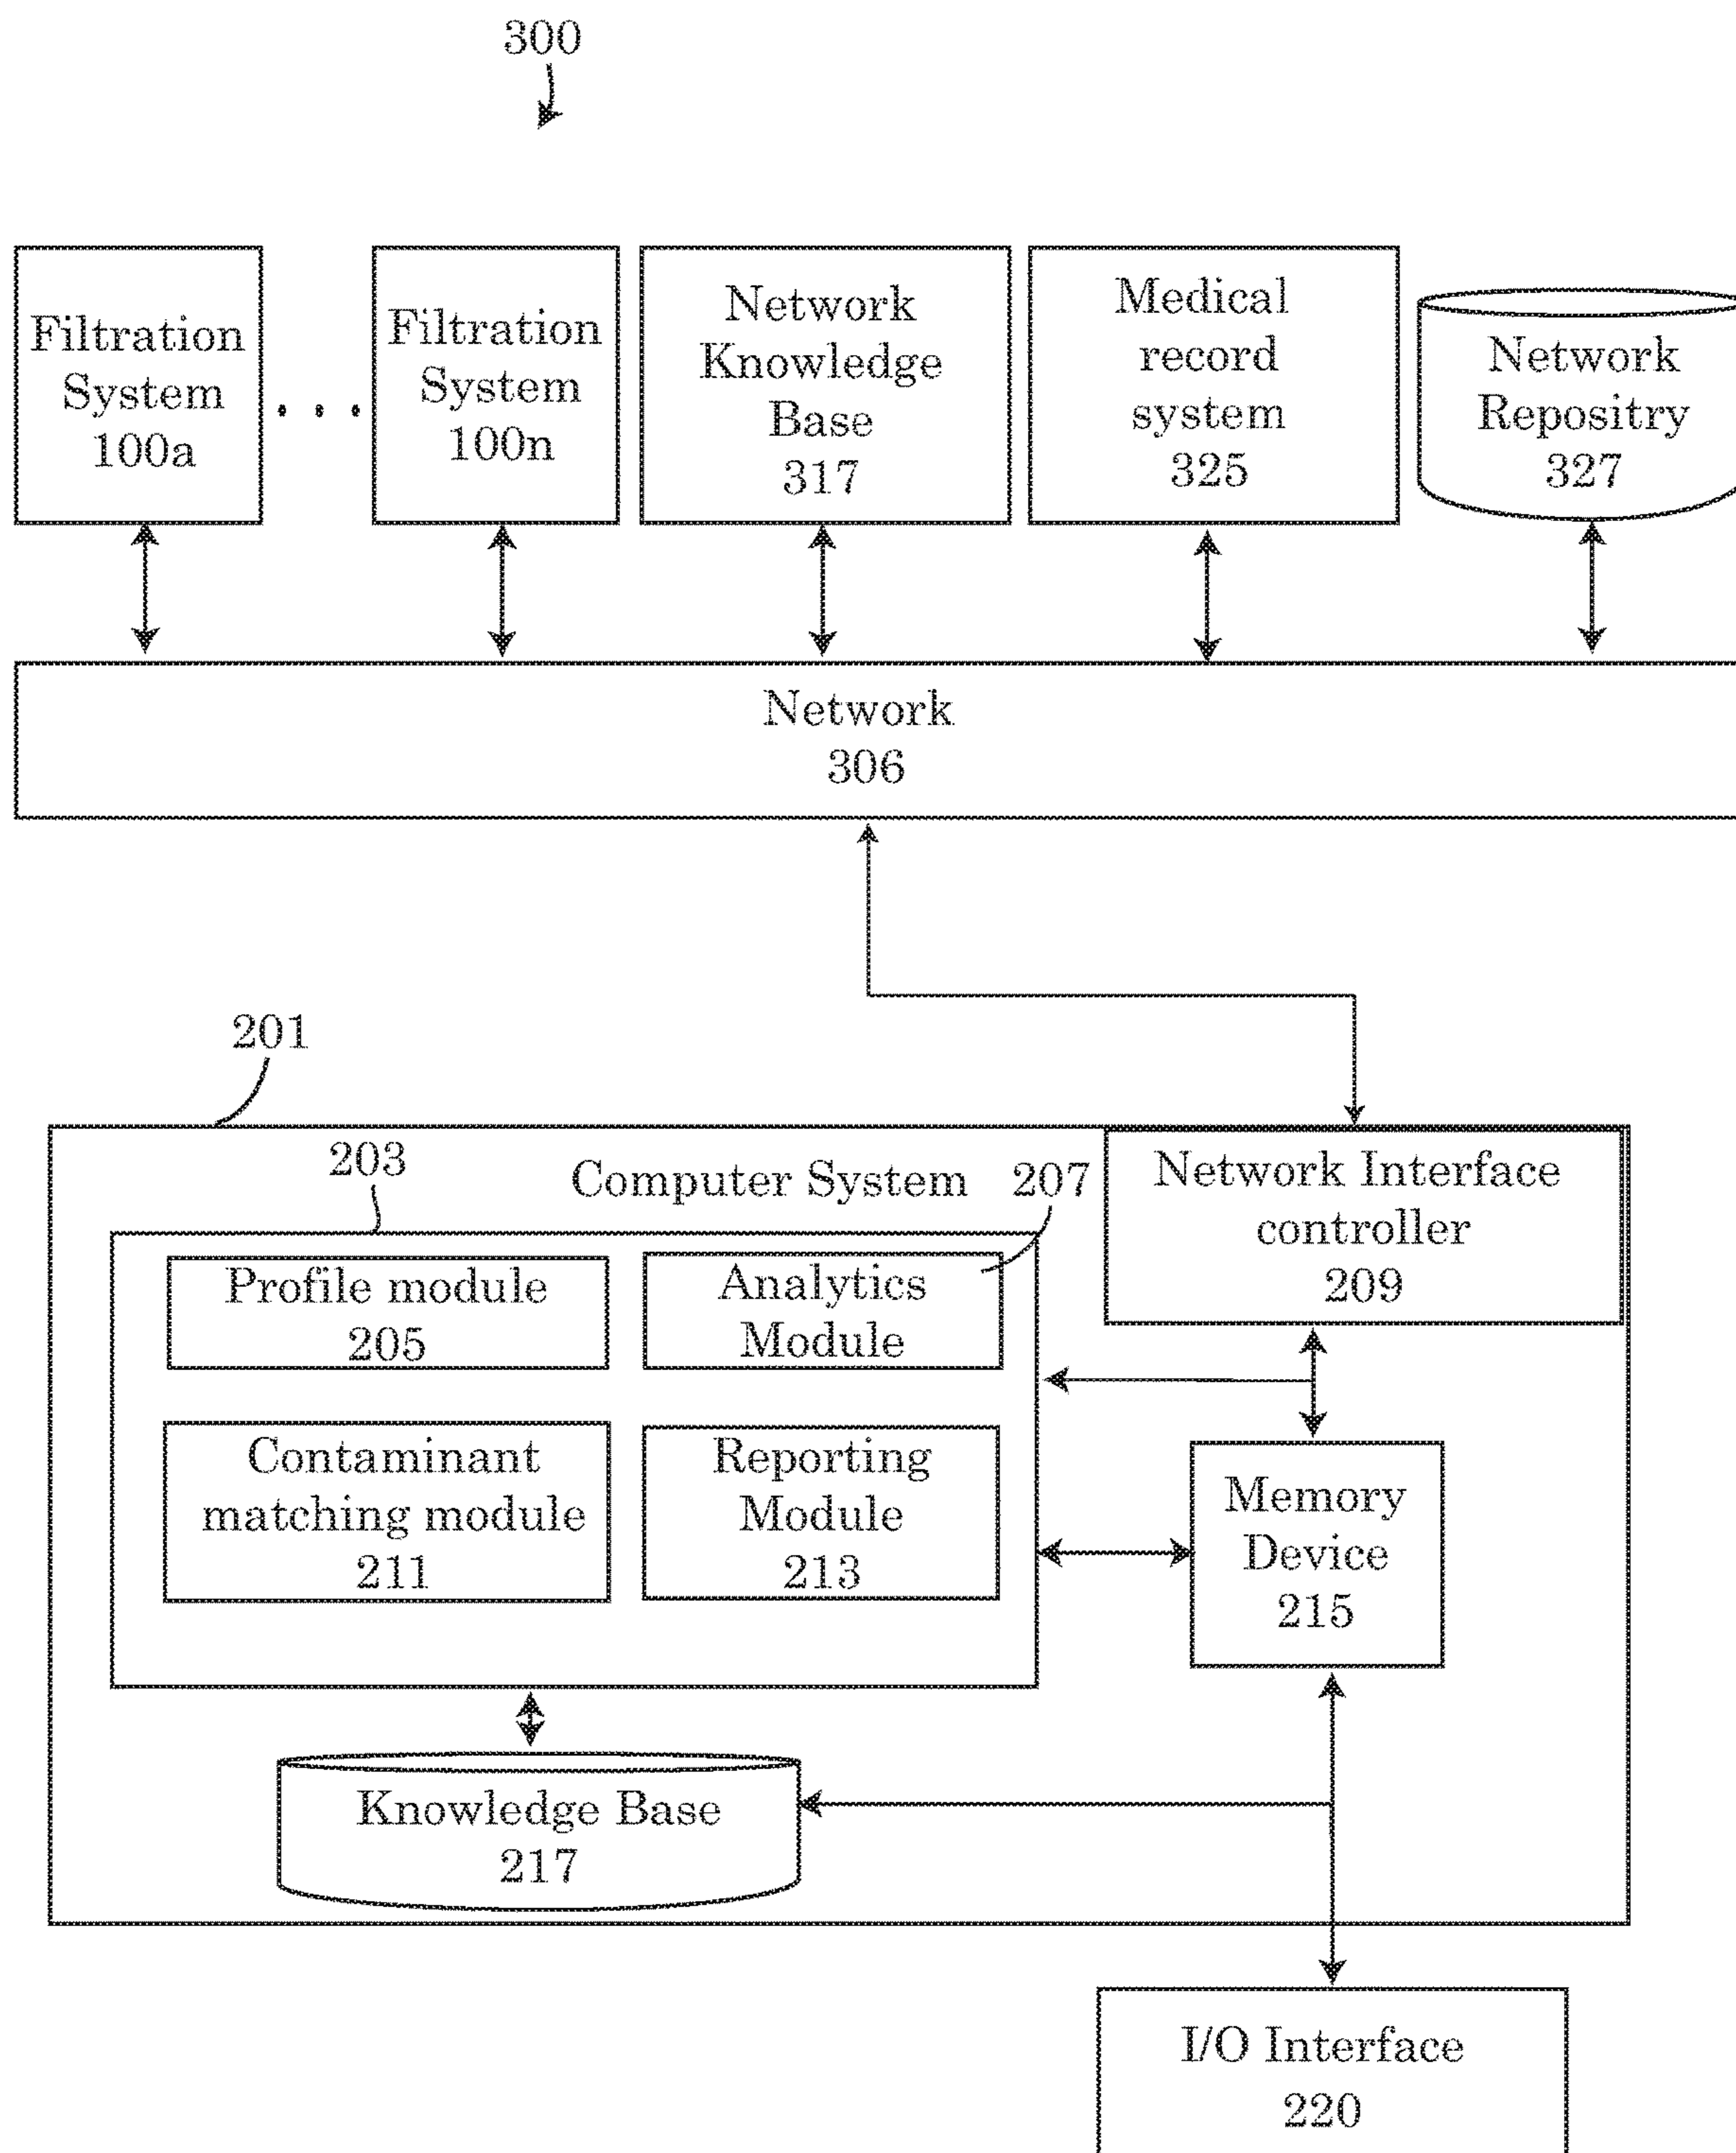 300
Filtration
System
100a
. . .
Filtration
System
100n
Network
Knowledge
Base
317
Medical
record
system
325
Network
Repositry
327
Network
306
201
203
Computer System
207
Network Interface
controller
209
Profile module
205
Analytics
Module
Contaminant
matching module
211
Reporting
Module
213
Memory
Device
215
Knowledge Base
217
I/O Interface
220